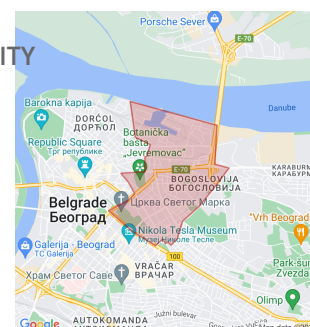 Porsche Sever
E-70
ITY
Barokna kapija
Danube
DORĆOL
ДОРЋОЛ
Botanička
basta
„Jevremovac"
Republic Square
Трг републике
E-70
BOGOSLOVIJA
БОГОСЛОВИЈА
KARABURM
КАРАБУРМ
Belgrade
Београд
Црква Светог Марка
'Vrh Beograd
Nikola Tesla Museum
Музеј Николе Тесле
Galerija - Beograd
TC Galerija
100
Храм Светог Саве
VRAČAR
ВРАЧАР
Park-šur
Zvezda
Olimp
Južni bulevar
AUTOKOMANDA
Google